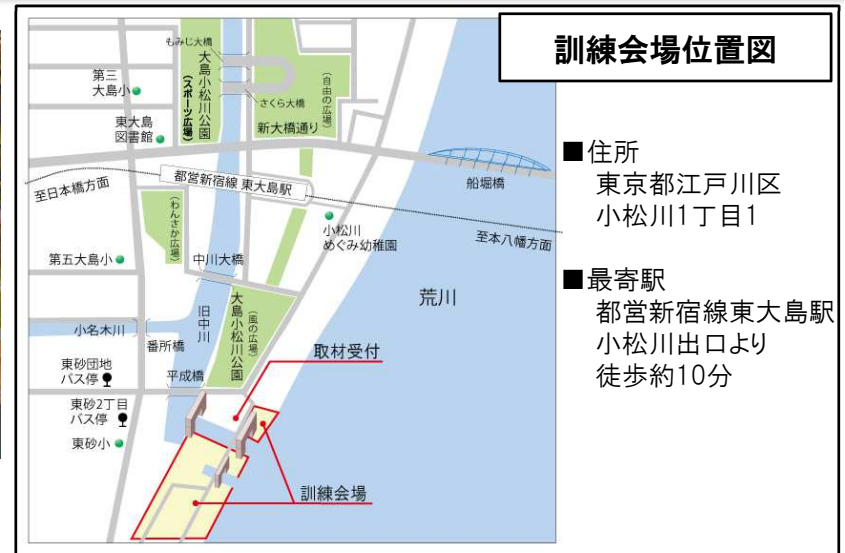 訓練会場位置図
もみじ大橋
大島小松川公園
(スポーツ広場)
(自由の広場)
第三
大島小
さくら大橋
東大島
図書館
新大橋通り
都営新宿線 東大島駅
至日本橋方面
船堀橋
(わんさか広場)
小松川
めぐみ幼稚園
至本八幡方面
第五大島小
中川大橋
荒川
旧中川
大島小松川公園
(風の広場)
小名木川
番所橋
取材受付
東砂団地
バス停
平成橋
東砂2丁目
バス停
東砂小
訓練会場
■住所
東京都江戸川区
小松川1丁目1
■最寄駅
都営新宿線東大島駅
小松川出口より
徒歩約10分